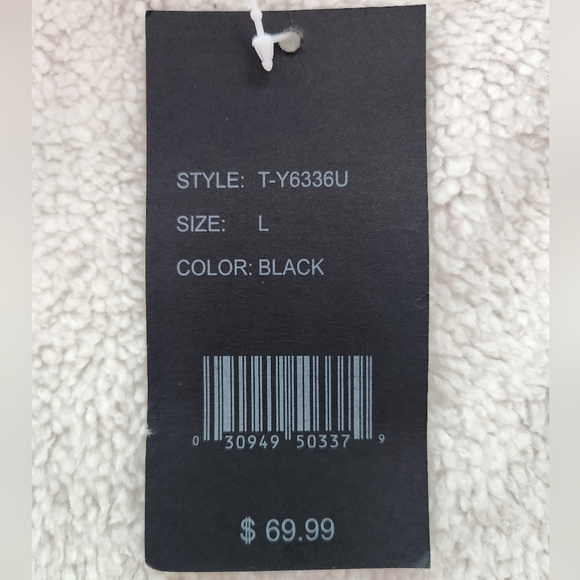 STYLE: T-Y6336U
SIZE: L
COLOR: BLACK
0 30949 50337 9
$ 69.99